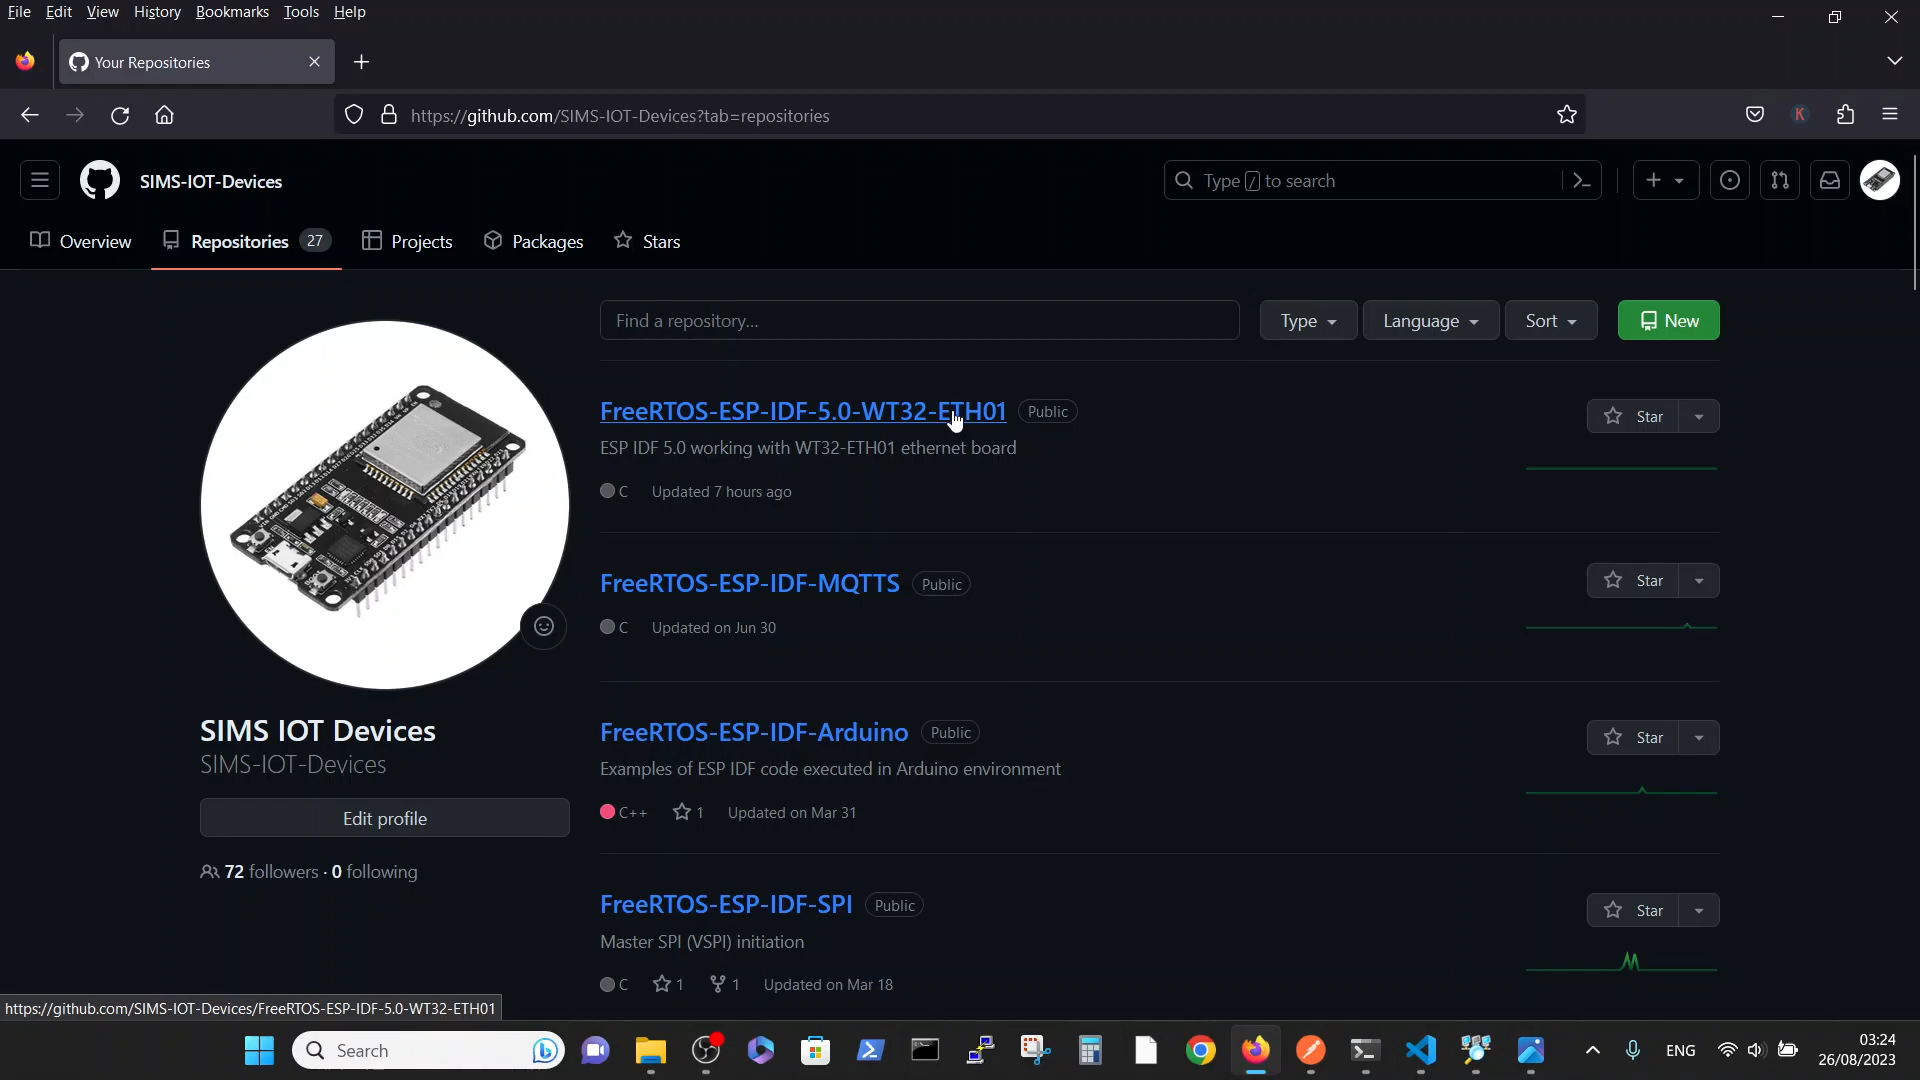 File Edit View History Bookmarks Tools Help
Your Repositories
https://github.com/SIMS-IOT-Devices?tab=repositories
K
SIMS-IOT-Devices
Type / to search
Overview Repositories 27 Projects Packages Stars
Find a repository...
Type Language Sort New
FreeRTOS-ESP-IDF-5.0-WT32-ETH01 Public
Star
ESP IDF 5.0 working with WT32-ETH01 ethernet board
C Updated 7 hours ago
FreeRTOS-ESP-IDF-MQTTS Public
Star
C Updated on Jun 30
SIMS IOT Devices
SIMS-IOT-Devices
Edit profile
72 followers · 0 following
FreeRTOS-ESP-IDF-Arduino Public
Star
Examples of ESP IDF code executed in Arduino environment
C++ 1 Updated on Mar 31
FreeRTOS-ESP-IDF-SPI Public
Star
Master SPI (VSPI) initiation
C 1 1 Updated on Mar 18
https://github.com/SIMS-IOT-Devices/FreeRTOS-ESP-IDF-5.0-WT32-ETH01
Search
ENG
03:24
26/08/2023